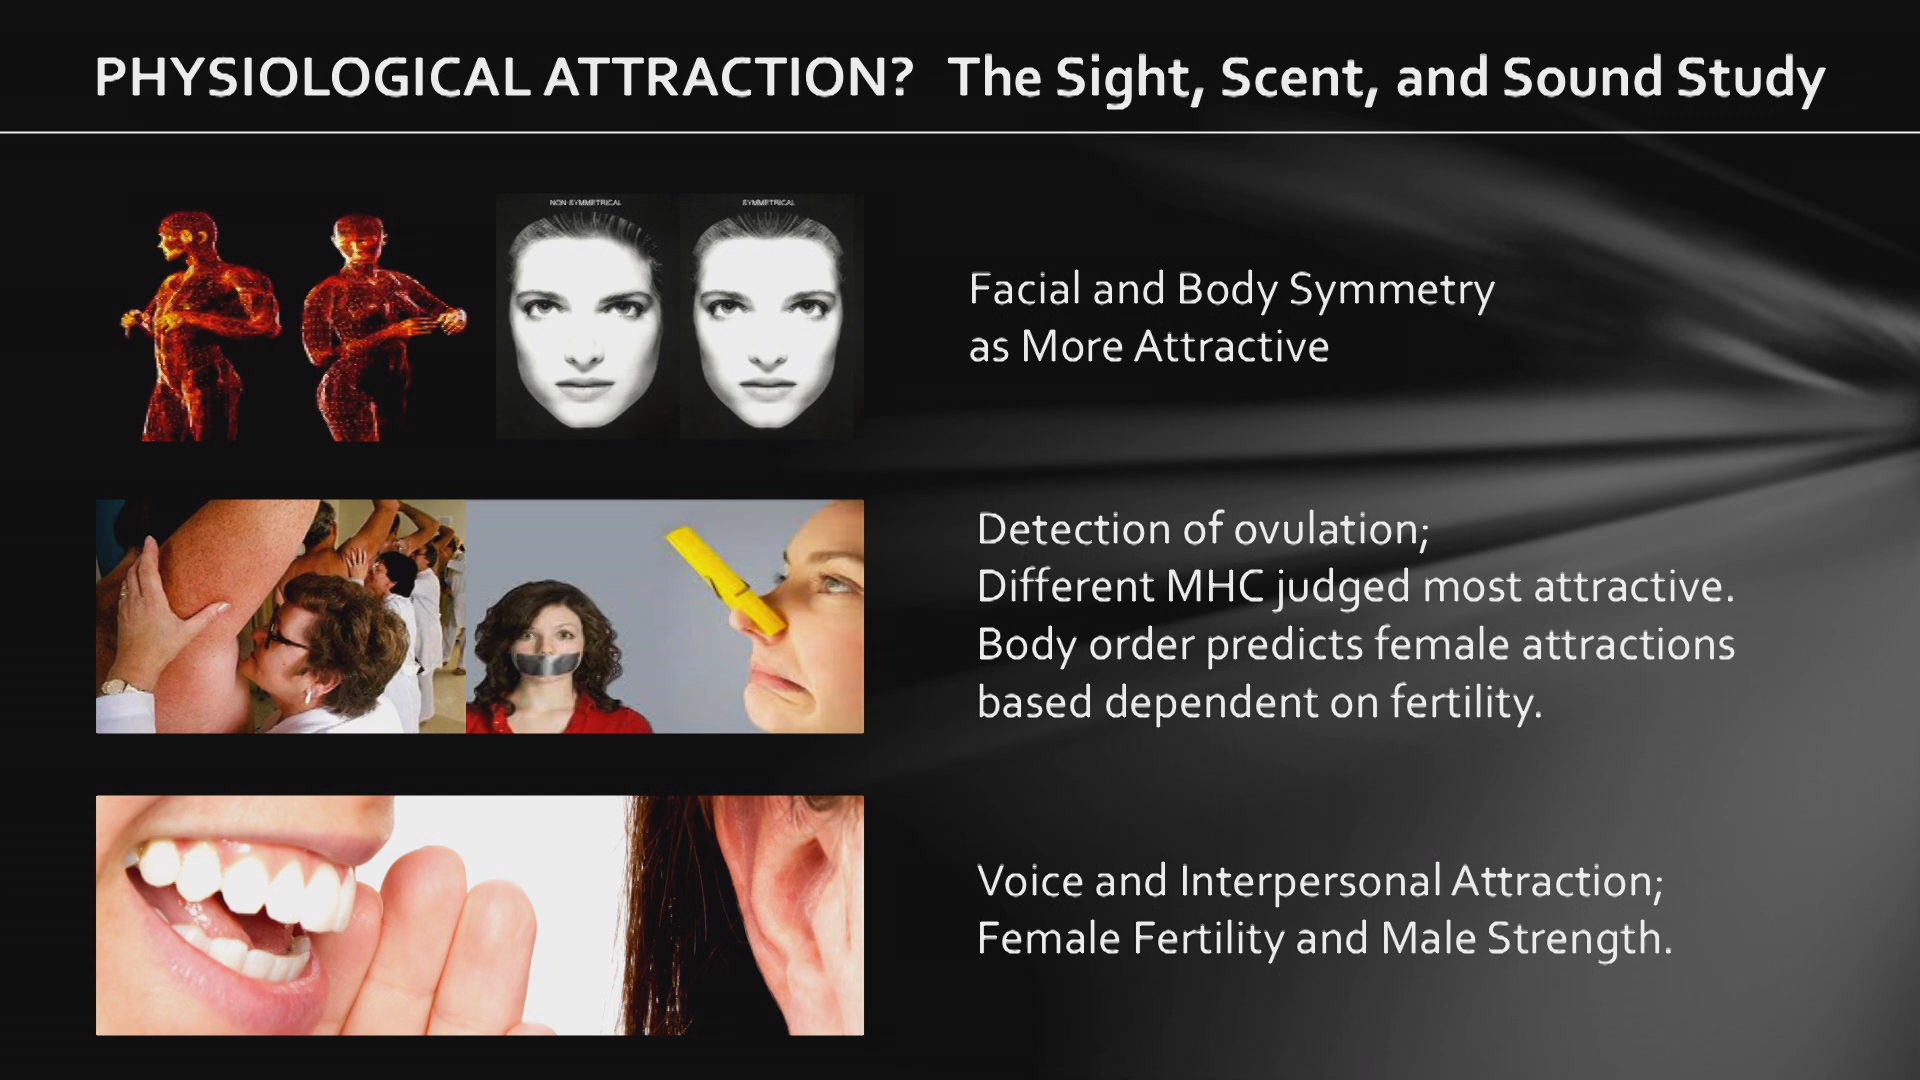 PHYSIOLOGICAL ATTRACTION? The Sight, Scent, and Sound Study
NON SYMMETRICAL
SYMMETRICAL
Facial and Body Symmetry
as More Attractive
Detection of ovulation;
Different MHC judged most attractive.
Body order predicts female attractions
based dependent on fertility.
Voice and Interpersonal Attraction;
Female Fertility and Male Strength.